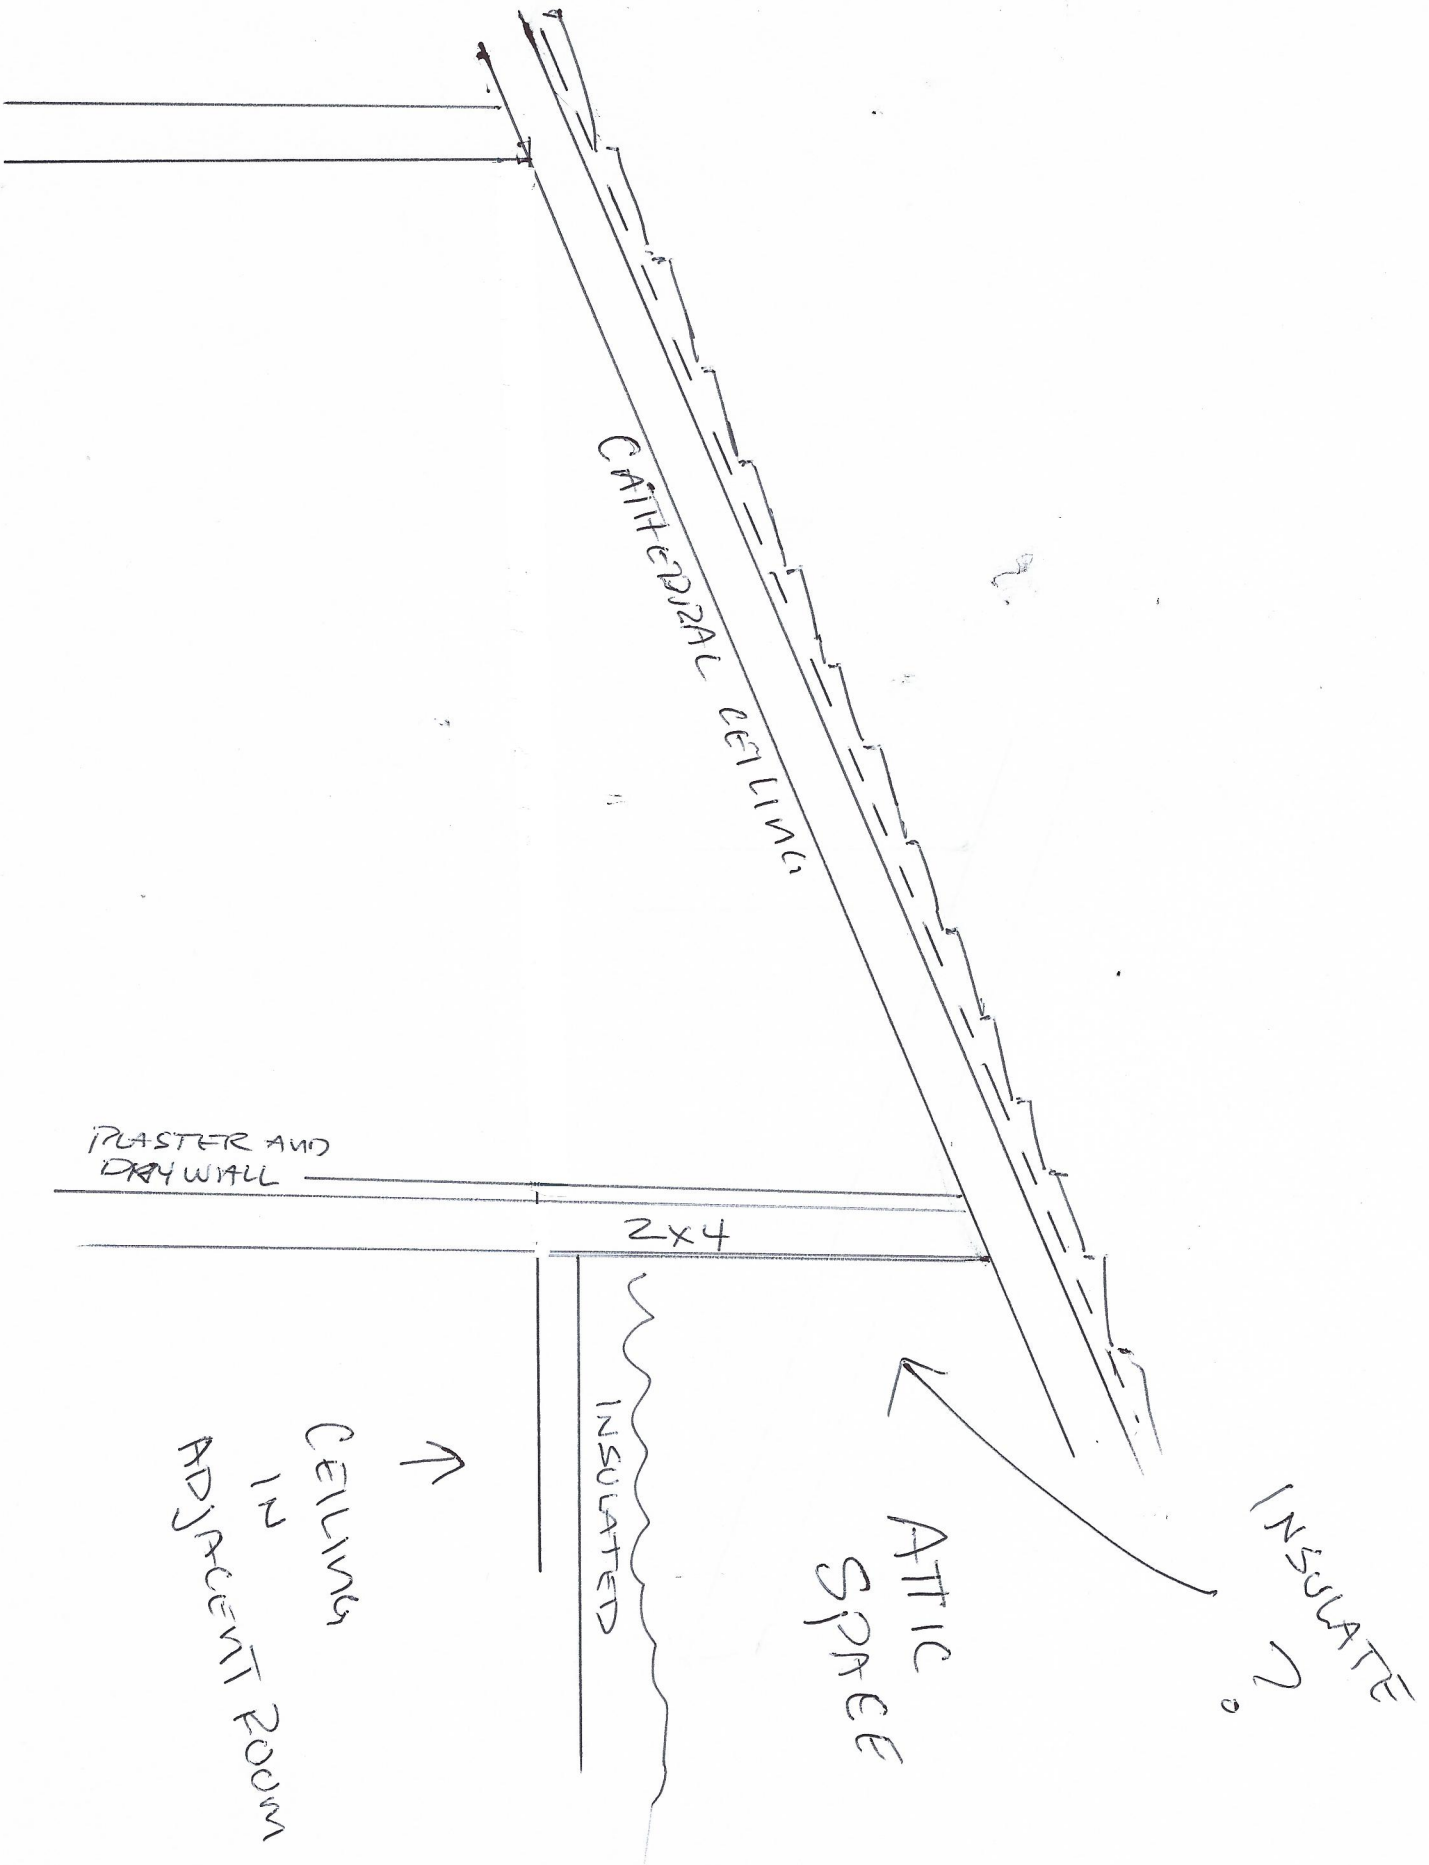 CATHEDRAL CEILING
PLASTER AND
DRYWALL
2x4
INSULATED
CEILING
IN
ADJACENT ROOM
ATTIC
SPACE
INSULATE
?